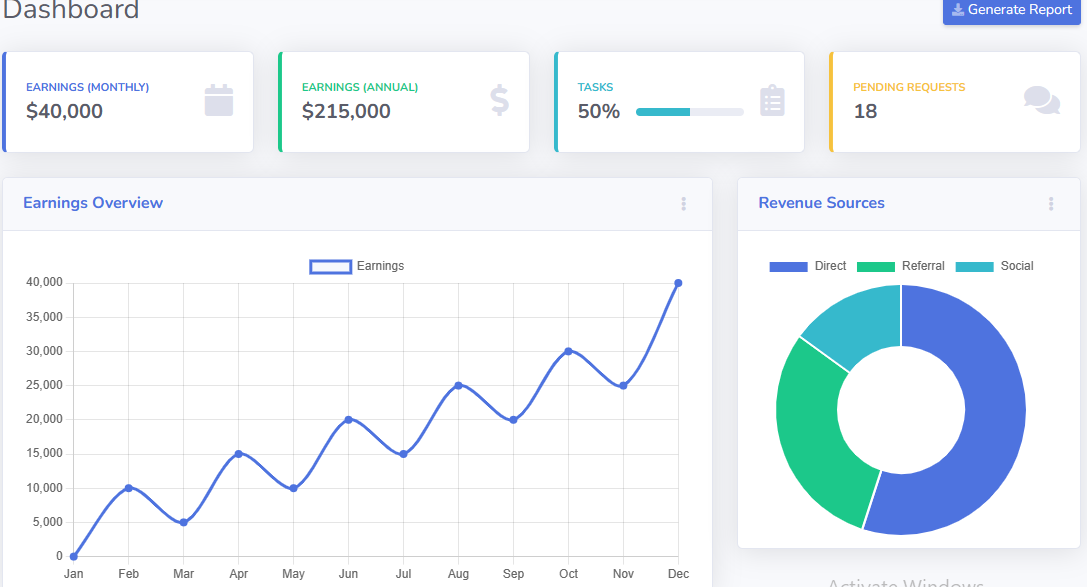 Dashboard
Generate Report
EARNINGS (MONTHLY)
$40,000
EARNINGS (ANNUAL)
$215,000
TASKS
50%
PENDING REQUESTS
18
Earnings Overview
Earnings
40,000
35,000
30,000
25,000
20,000
15,000
10,000
5,000
0
Jan Feb Mar Apr May Jun Jul Aug Sep Oct Nov Dec
Revenue Sources
Direct Referral Social
Activate Windows